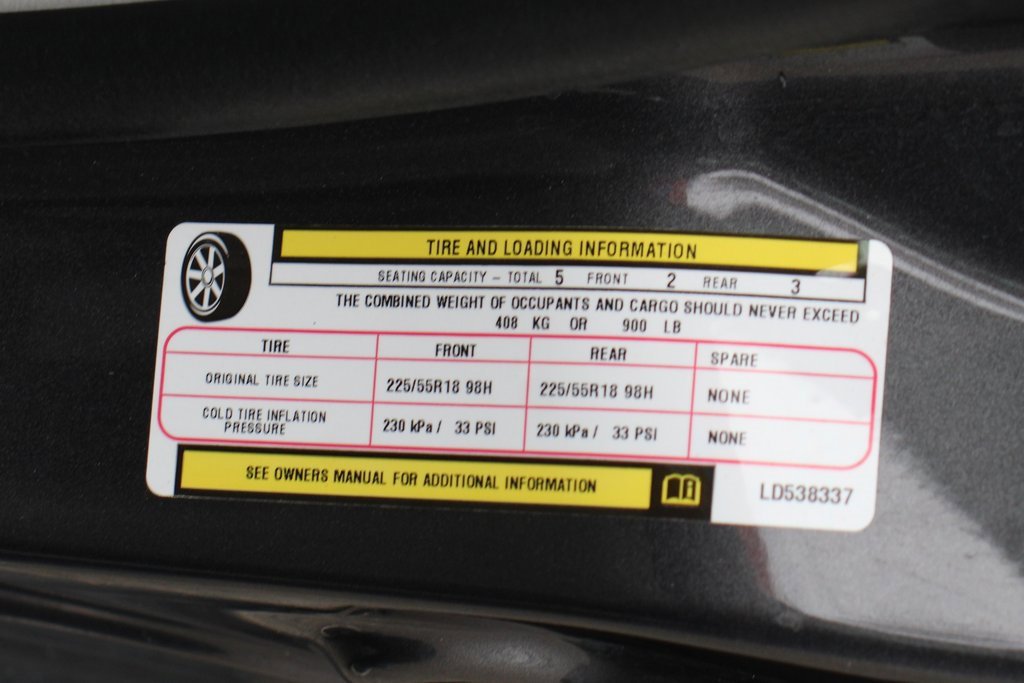 TIRE AND LOADING INFORMATION
SEATING CAPACITY – TOTAL 5 FRONT 2 REAR 3
THE COMBINED WEIGHT OF OCCUPANTS AND CARGO SHOULD NEVER EXCEED
408 KG OR 900 LB
TIRE FRONT REAR SPARE
ORIGINAL TIRE SIZE 225/55R18 98H 225/55R18 98H NONE
COLD TIRE INFLATION
PRESSURE 230 kPa / 33 PSI 230 kPa / 33 PSI NONE
SEE OWNERS MANUAL FOR ADDITIONAL INFORMATION
LD538337